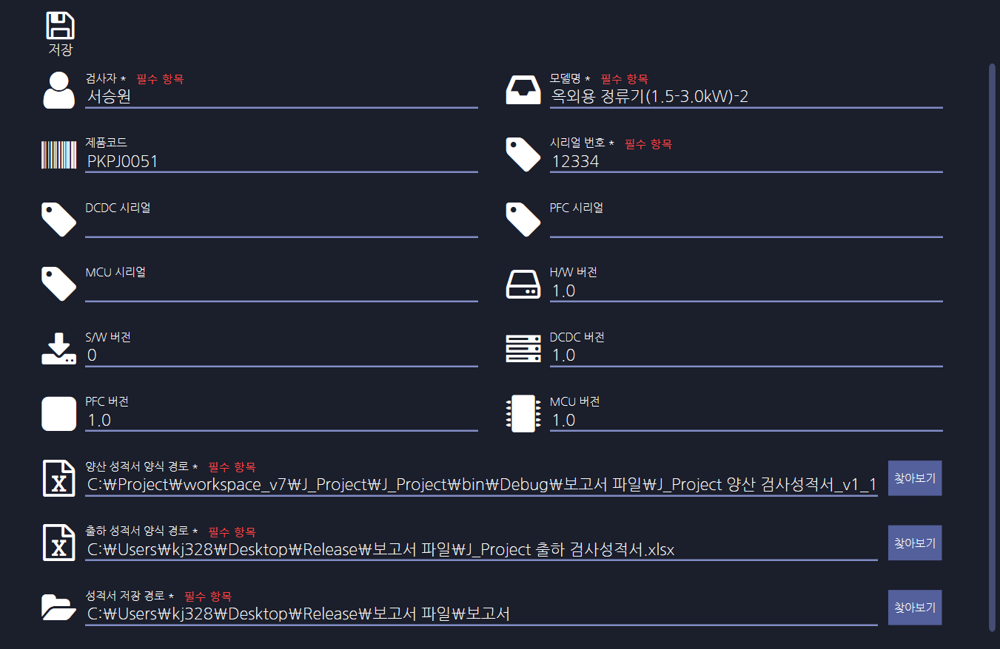 저장
검사자 * 필수 항목
서승원
모델명 * 필수 항목
옥외용 정류기(1.5-3.0kW)-2
제품코드
PKPJ0051
시리얼 번호 * 필수 항목
12334
DCDC 시리얼
PFC 시리얼
MCU 시리얼
H/W 버전
1.0
S/W 버전
0
DCDC 버전
1.0
PFC 버전
1.0
MCU 버전
1.0
양산 성적서 양식 경로 * 필수 항목
C:₩Project₩workspace_v7₩J_Project₩J_Project₩bin₩Debug₩보고서 파일₩J_Project 양산 검사성적서_v1_1
찾아보기
출하 성적서 양식 경로 * 필수 항목
C:₩Users₩kj328₩Desktop₩Release₩보고서 파일₩J_Project 출하 검사성적서.xlsx
찾아보기
성적서 저장 경로 * 필수 항목
C:₩Users₩kj328₩Desktop₩Release₩보고서 파일₩보고서
찾아보기